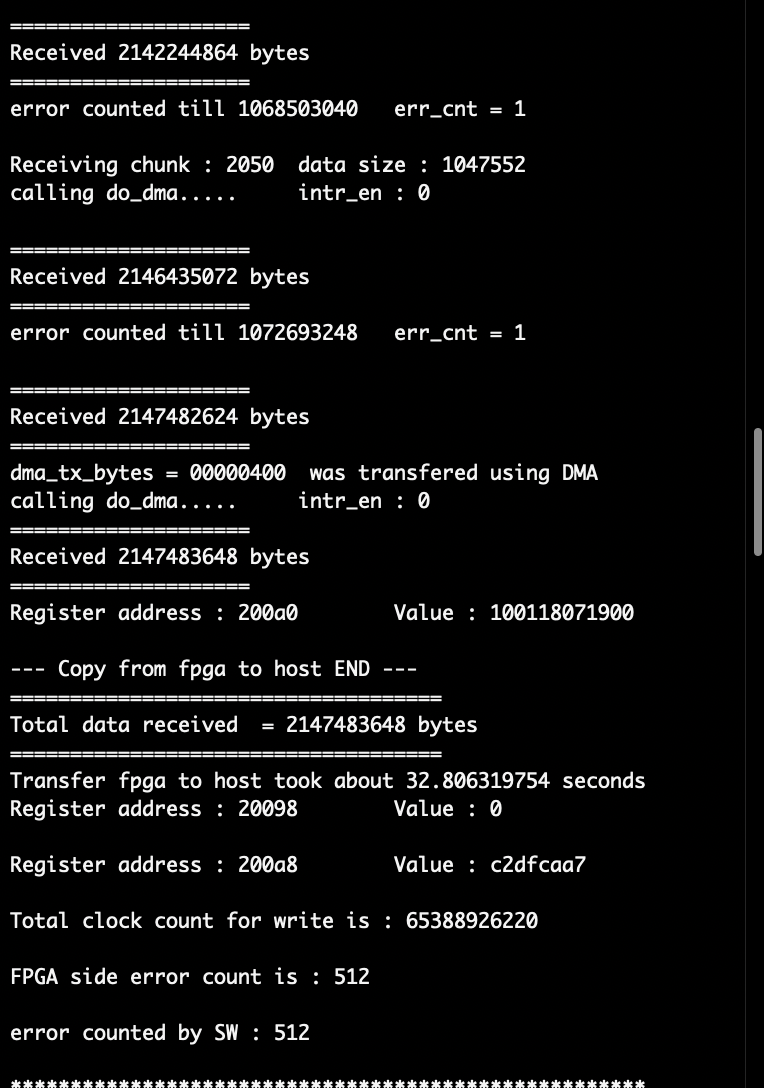 ====================
Received 2142244864 bytes
====================
error counted till 1068503040   err_cnt = 1
Receiving chunk : 2050  data size : 1047552
calling do_dma.....     intr_en : 0
====================
Received 2146435072 bytes
====================
error counted till 1072693248   err_cnt = 1
====================
Received 2147482624 bytes
====================
dma_tx_bytes = 00000400  was transfered using DMA
calling do_dma.....     intr_en : 0
====================
Received 2147483648 bytes
====================
Register address : 200a0        Value : 100118071900
--- Copy from fpga to host END ---
====================================
Total data received  = 2147483648 bytes
====================================
Transfer fpga to host took about 32.806319754 seconds
Register address : 20098        Value : 0
Register address : 200a8        Value : c2dfcaa7
Total clock count for write is : 65388926220
FPGA side error count is : 512
error counted by SW : 512
*****************************************************